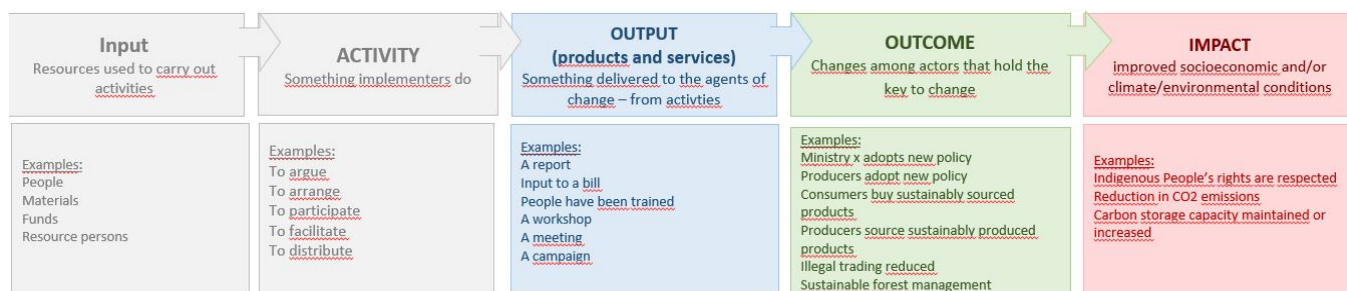 Input
Resources used to carry out
activities
ACTIVITY
Something implementers do
OUTPUT
(products and services)
Something delivered to the agents of
change – from activties
OUTCOME
Changes among actors that hold the
key to change
IMPACT
improved socioeconomic and/or
climate/environmental conditions
Examples:
People
Materials
Funds
Resource persons
Examples:
To argue
To arrange
To participate
To facilitate
To distribute
Examples:
A report
Input to a bill
People have been trained
A workshop
A meeting
A campaign
Examples:
Ministry x adopts new policy
Producers adopt new policy
Consumers buy sustainably sourced
products
Producers source sustainably produced
products
Illegal trading reduced
Sustainable forest management
Examples:
Indigenous People's rights are respected
Reduction in CO2 emissions
Carbon storage capacity maintained or
increased